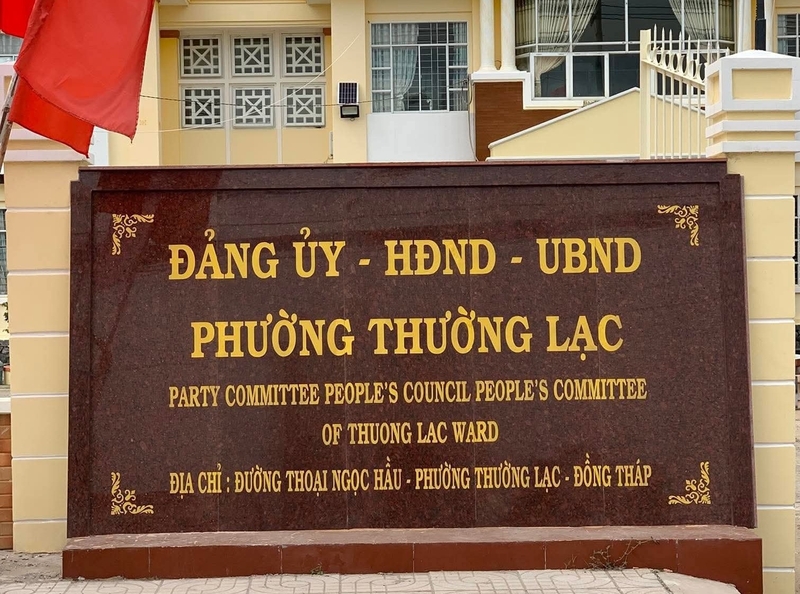 ĐẢNG ỦY - HĐND - UBND
PHƯỜNG THƯỜNG LẠC
PARTY COMMITTEE PEOPLE'S COUNCIL PEOPLE'S COMMITTEE
OF THUONG LAC WARD
ĐỊA CHỈ : ĐƯỜNG THOẠI NGỌC HẦU - PHƯỜNG THƯỜNG LẠC - ĐỒNG THÁP